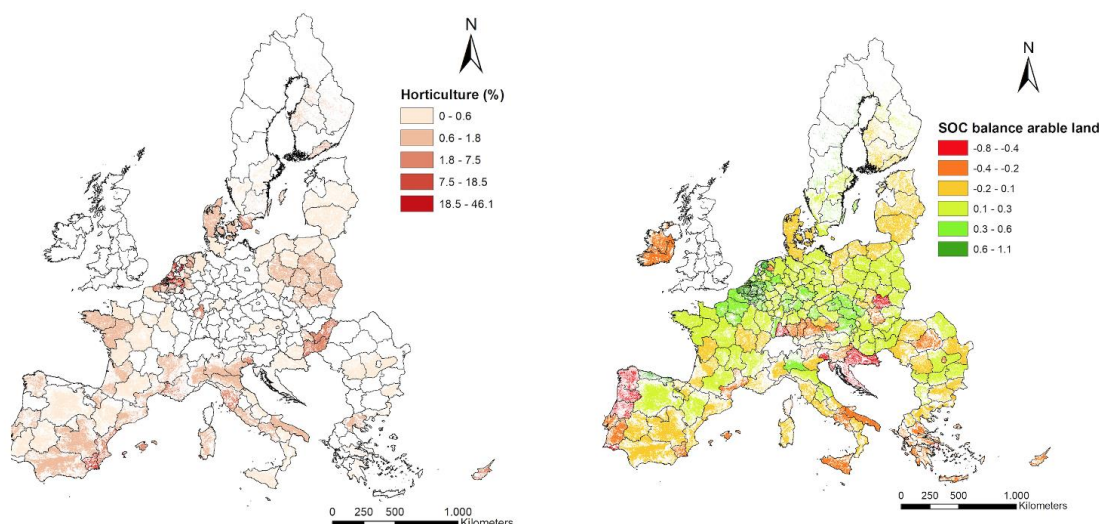 N
Horticulture (%)
0 - 0.6
0.6 - 1.8
1.8 - 7.5
7.5 - 18.5
18.5 - 46.1
0 250 500 1.000
Kilometers
N
SOC balance arable land
-0.8 - -0.4
-0.4 - -0.2
-0.2 - 0.1
0.1 - 0.3
0.3 - 0.6
0.6 - 1.1
0 250 500 1.000
Kilometers